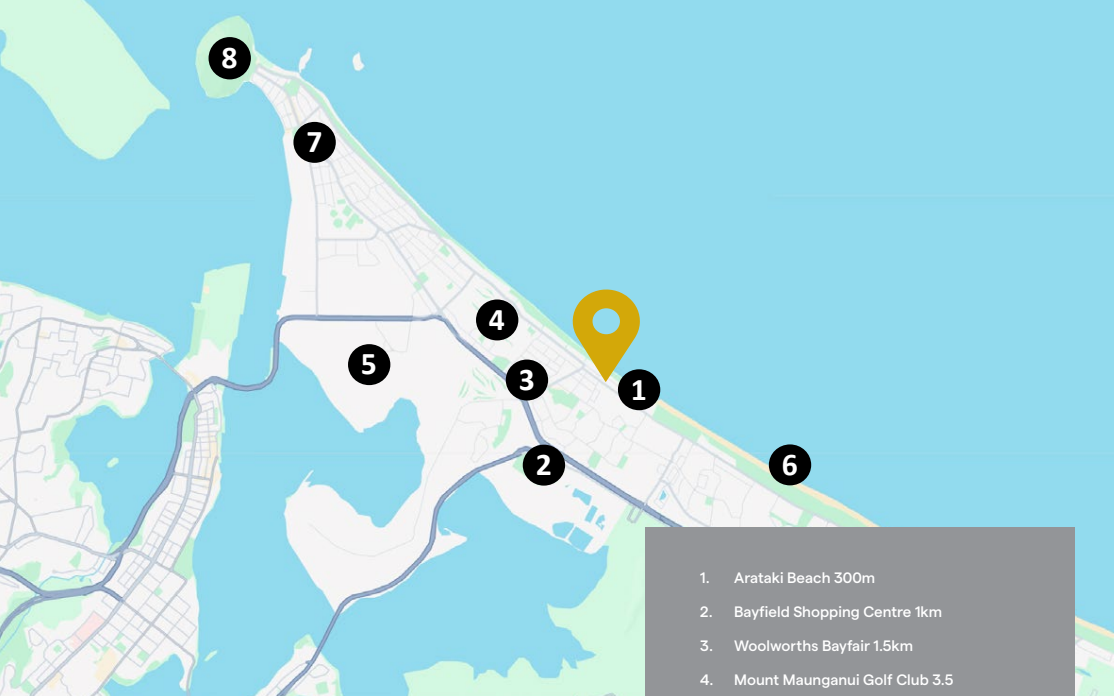 8
7
4
5
3
1
2
6
1. Arataki Beach 300m
2. Bayfield Shopping Centre 1km
3. Woolworths Bayfair 1.5km
4. Mount Maunganui Golf Club 3.5